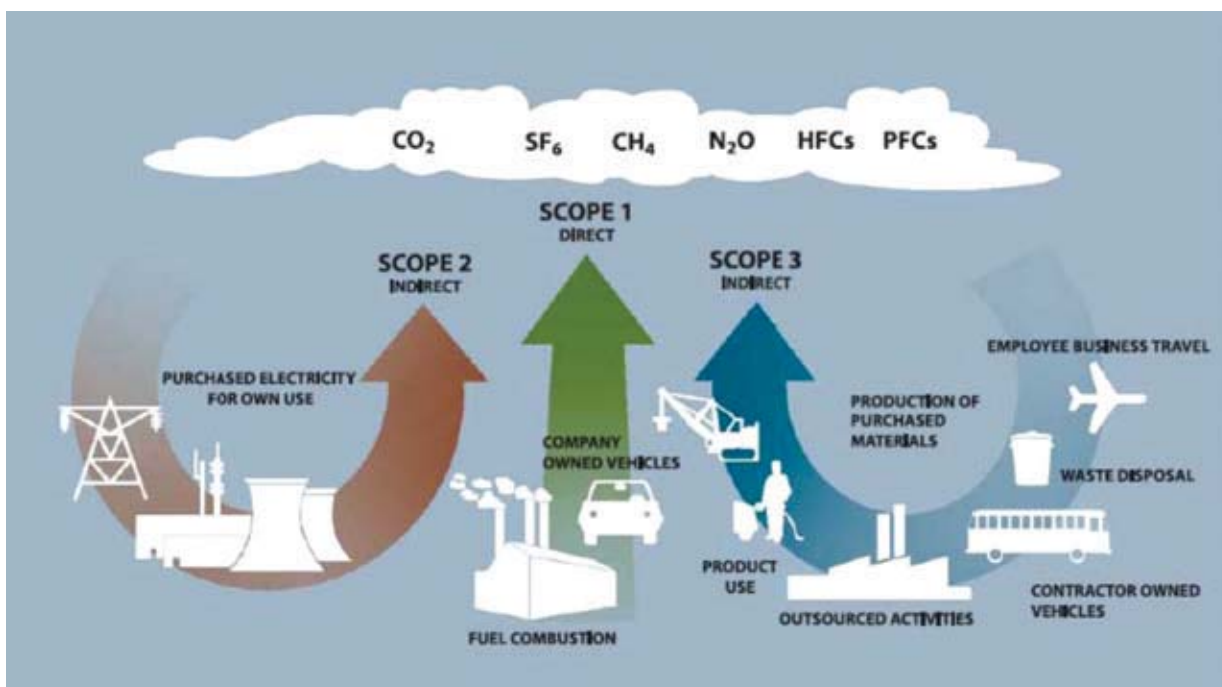 CO₂ SF₆ CH₄ N₂O HFCs PFCs
SCOPE 1
DIRECT
SCOPE 2
INDIRECT
SCOPE 3
INDIRECT
PURCHASED ELECTRICITY
FOR OWN USE
COMPANY
OWNED VEHICLES
FUEL COMBUSTION
EMPLOYEE BUSINESS TRAVEL
PRODUCTION OF
PURCHASED
MATERIALS
WASTE DISPOSAL
PRODUCT
USE
OUTSOURCED ACTIVITIES
CONTRACTOR OWNED
VEHICLES